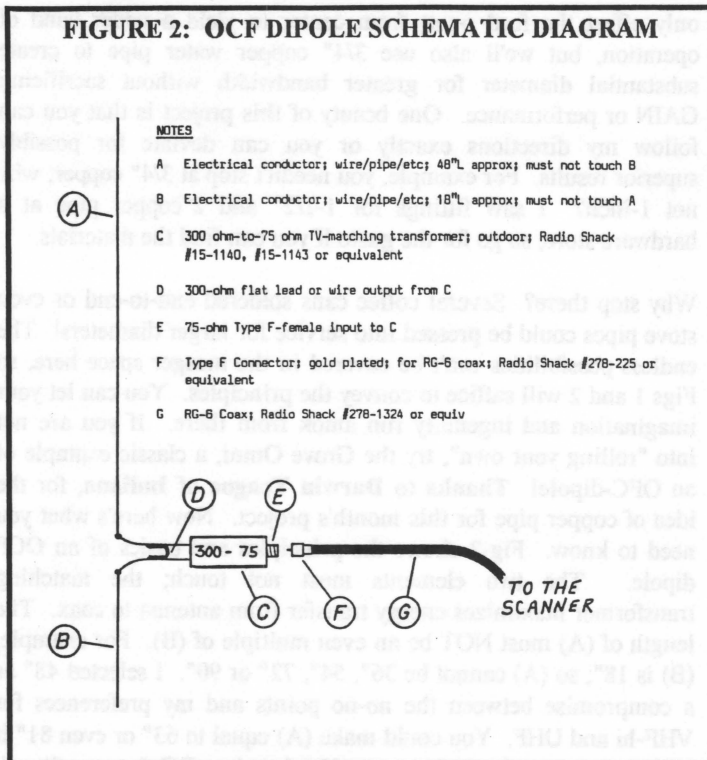 FIGURE 2: OCF DIPOLE SCHEMATIC DIAGRAM
NOTES
A Electrical conductor; wire/pipe/etc; 48"L approx; must not touch B
B Electrical conductor; wire/pipe/etc; 18"L approx; must not touch A
C 300-ohm-to-75 ohm TV-matching transformer; outdoor; Radio Shack
#15-1140, #15-1143 or equivalent
D 300-ohm flat lead or wire output from C
E 75-ohm Type F-female input to C
F Type F Connector; gold plated; for RG-6 coax; Radio Shack #278-225 or
equivalent
G RG-6 Coax; Radio Shack #278-1324 or equiv
A
D
E
300 - 75
TO THE
SCANNER
C
F
G
B